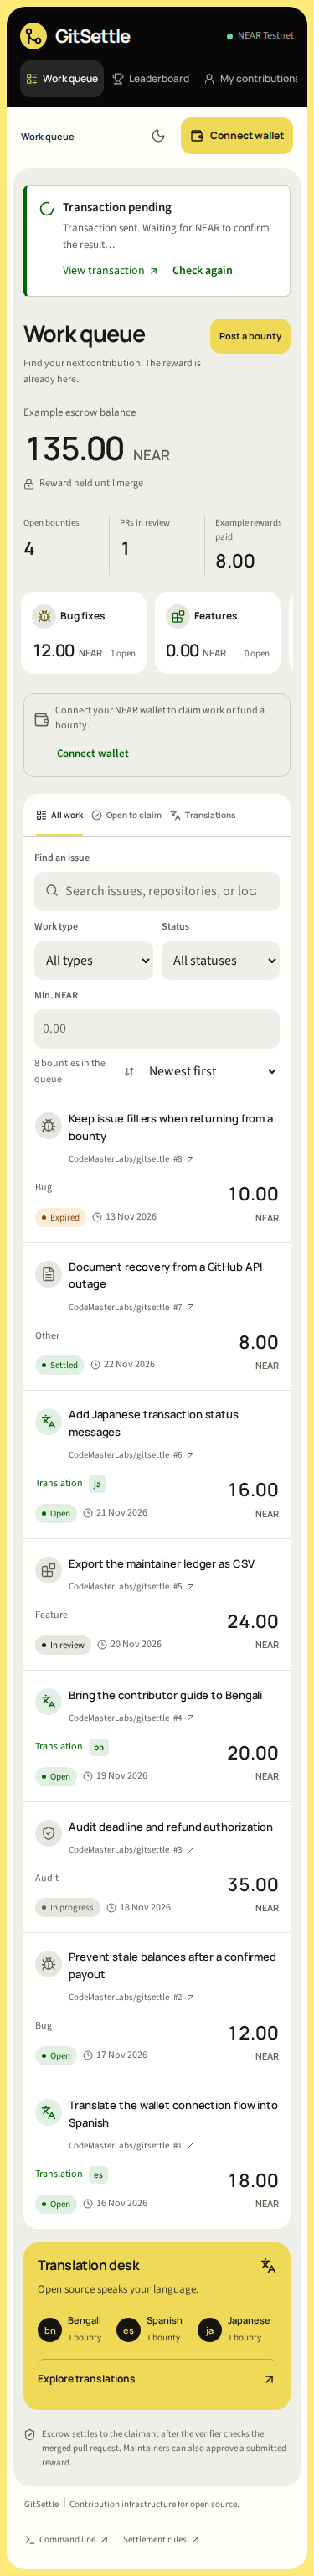 GitSettle
NEAR Testnet
Work queue
Leaderboard
My contributions
Work queue
Connect wallet
Transaction pending
Transaction sent. Waiting for NEAR to confirm
the result…
View transaction
Check again
Work queue
Post a bounty
Find your next contribution. The reward is
already here.
Example escrow balance
135.00 NEAR
Reward held until merge
Open bounties
4
PRs in review
1
Example rewards
paid
8.00
Bug fixes
12.00 NEAR 1 open
Features
0.00 NEAR 0 open
Connect your NEAR wallet to claim work or fund a
bounty.
Connect wallet
All work
Open to claim
Translations
Find an issue
Search issues, repositories, or loca
Work type
Status
All types
All statuses
Min. NEAR
0.00
8 bounties in the
queue
Newest first
Keep issue filters when returning from a
bounty
CodeMasterLabs/gitsettle #8
Bug
10.00
Expired
13 Nov 2026
NEAR
Document recovery from a GitHub API
outage
CodeMasterLabs/gitsettle #7
Other
8.00
Settled
22 Nov 2026
NEAR
Add Japanese transaction status
messages
CodeMasterLabs/gitsettle #6
Translation ja
16.00
Open
21 Nov 2026
NEAR
Export the maintainer ledger as CSV
CodeMasterLabs/gitsettle #5
Feature
24.00
In review
20 Nov 2026
NEAR
Bring the contributor guide to Bengali
CodeMasterLabs/gitsettle #4
Translation bn
20.00
Open
19 Nov 2026
NEAR
Audit deadline and refund authorization
CodeMasterLabs/gitsettle #3
Audit
35.00
In progress
18 Nov 2026
NEAR
Prevent stale balances after a confirmed
payout
CodeMasterLabs/gitsettle #2
Bug
12.00
Open
17 Nov 2026
NEAR
Translate the wallet connection flow into
Spanish
CodeMasterLabs/gitsettle #1
Translation es
18.00
Open
16 Nov 2026
NEAR
Translation desk
Open source speaks your language.
bn Bengali
1 bounty
es Spanish
1 bounty
ja Japanese
1 bounty
Explore translations
Escrow settles to the claimant after the verifier checks the
merged pull request. Maintainers can also approve a submitted
reward.
GitSettle
Contribution infrastructure for open source.
Command line
Settlement rules